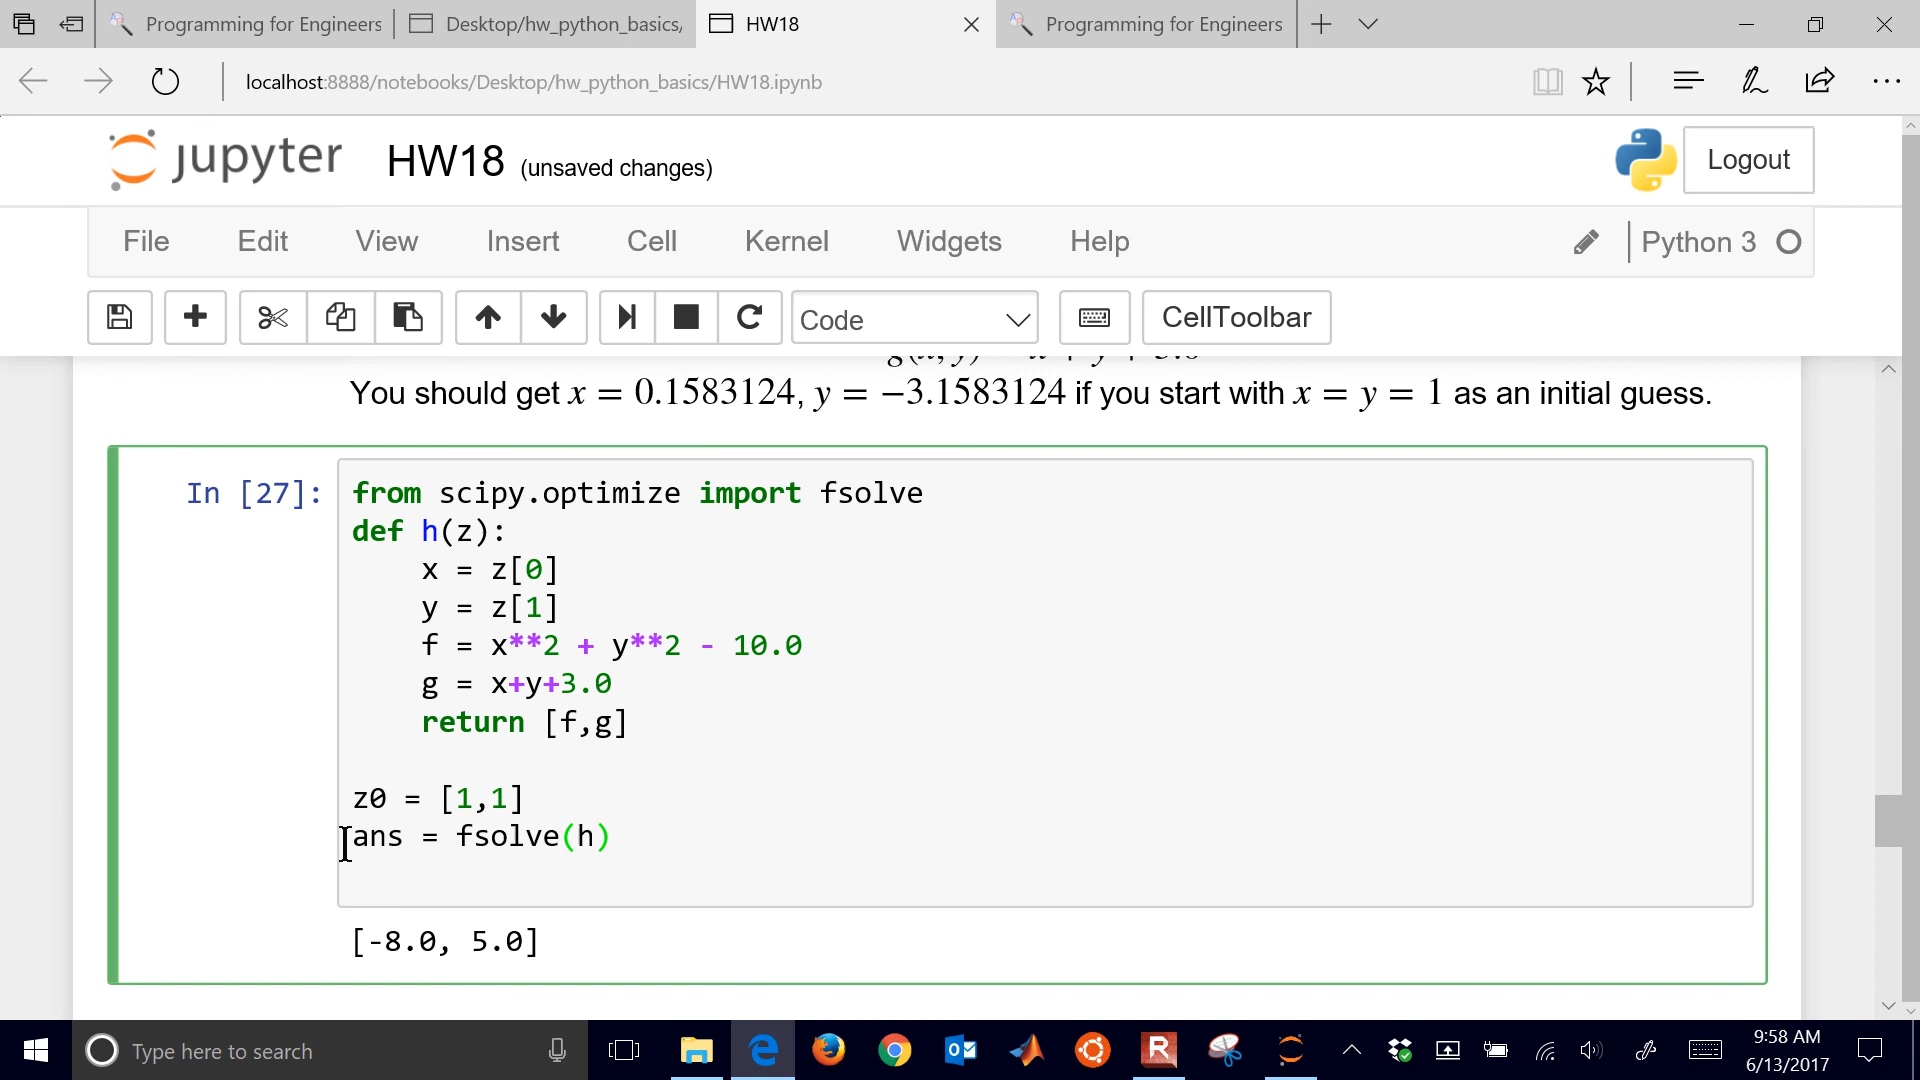 Programming for Engineers
Desktop/hw_python_basics,
HW18
Programming for Engineers
localhost:8888/notebooks/Desktop/hw_python_basics/HW18.ipynb
jupyter HW18 (unsaved changes)
Logout
File Edit View Insert Cell Kernel Widgets Help
Python 3
Code
CellToolbar
You should get x = 0.1583124, y = −3.1583124 if you start with x = y = 1 as an initial guess.
In [27]:
from scipy.optimize import fsolve
def h(z):
    x = z[0]
    y = z[1]
    f = x**2 + y**2 - 10.0
    g = x+y+3.0
    return [f,g]
z0 = [1,1]
ans = fsolve(h)
[-8.0, 5.0]
Type here to search
9:58 AM
6/13/2017